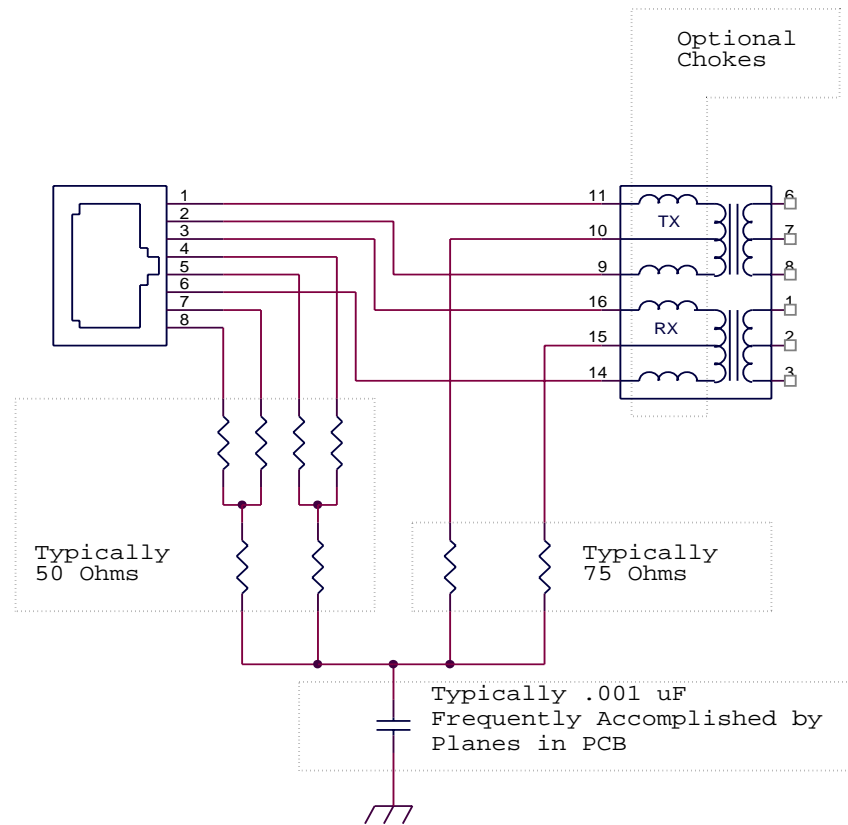 Optional
Chokes
1
2
3
4
5
6
7
8
11
10
9
16
15
14
TX
RX
6
7
8
1
2
3
Typically
50 Ohms
Typically
75 Ohms
Typically .001 uF
Frequently Accomplished by
Planes in PCB